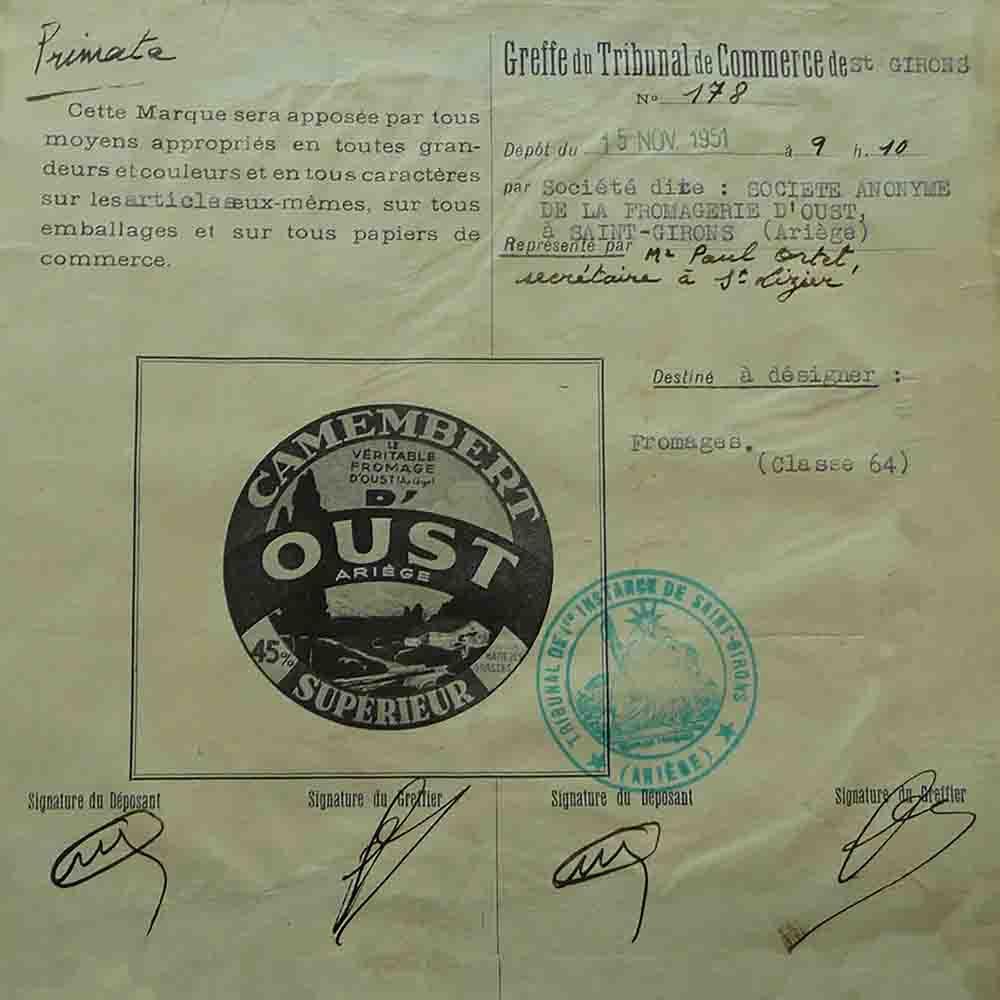 Primata
Cette Marque sera apposée par tous
moyens appropriés en toutes gran-
deurs et couleurs et en tous caractères
sur les articles eux-mêmes, sur tous
emballages et sur tous papiers de
commerce.
Greffe du Tribunal de Commerce de St GIRONS
No 178
Dépôt du 15 NOV. 1951 à 9 h. 10
par Société dite : SOCIETE ANONYME
DE LA FROMAGERIE D'OUST,
à SAINT-GIRONS (Ariège)
Représenté par Mr Paul Ortet,
secrétaire à St Lizier
Destiné à désigner :
Fromages.
(Classe 64)
CAMEMBERT
LE
VÉRITABLE
FROMAGE
D'OUST (Ariège)
D'
OUST
ARIÈGE
45%
MATIÈRES
GRASSES
SUPÉRIEUR
TRIBUNAL DE 1re INSTANCE DE SAINT-GIRONS
(ARIÈGE)
Signature du Déposant
Signature du Greffier
Signature du Déposant
Signature du Greffier